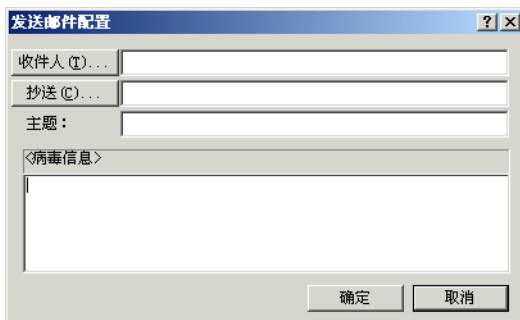 发送邮件配置
收件人(T)...
抄送(C)...
主题：
<病毒信息>
确定 取消